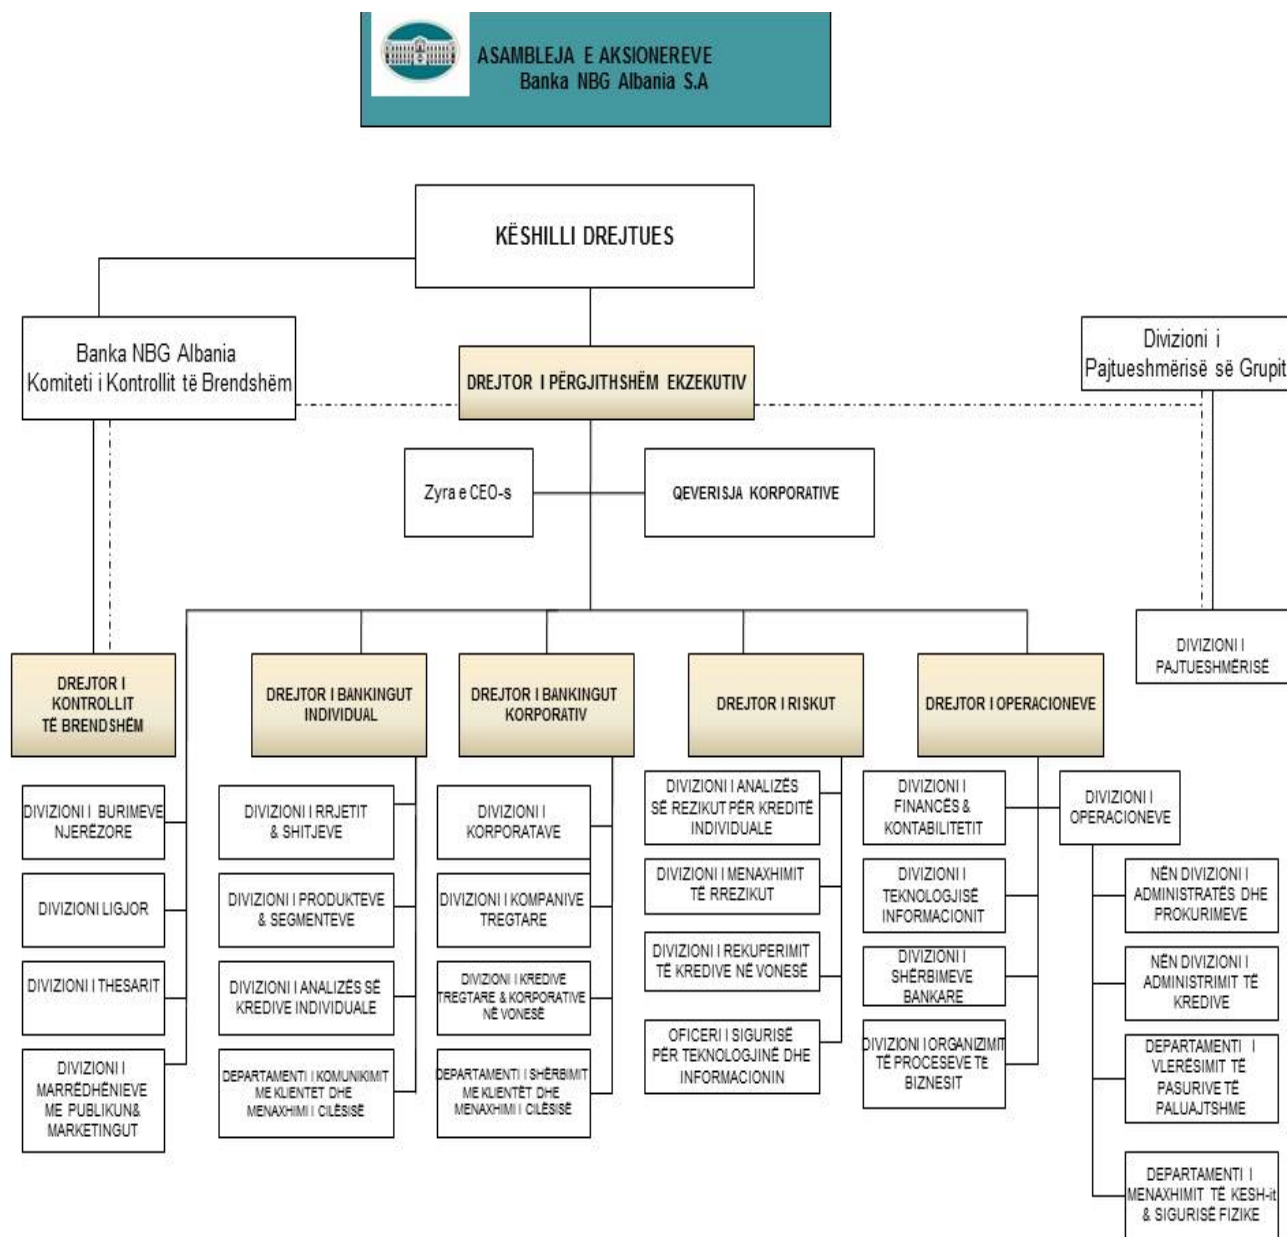 ASAMBLEJA E AKSIONEREVE
Banka NBG Albania S.A
KËSHILLI DREJTUES
Banka NBG Albania
Komiteti i Kontrollit të Brendshëm
DREJTOR I PËRGJITHSHËM EKZEKUTIV
Divizioni i
Pajtueshmërisë së Grupit
Zyra e CEO-s
QEVERISJA KORPORATIVE
DIVIZIONI I
PAJTUESHMËRISË
DREJTOR I
KONTROLLIT
TË BRENDSHËM
DREJTOR I BANKINGUT
INDIVIDUAL
DREJTOR I BANKINGUT
KORPORATIV
DREJTOR I RISKUT
DREJTOR I OPERACIONEVE
DIVIZIONI I BURIMEVE
NJERËZORE
DIVIZIONI LIGJOR
DIVIZIONI I THESARIT
DIVIZIONI I
MARRËDHËNIEVE
ME PUBLIKUN&
MARKETINGUT
DIVIZIONI I RRJETIT
& SHITJEVE
DIVIZIONI I PRODUKTEVE
& SEGMENTEVE
DIVIZIONI I ANALIZËS SË
KREDIVE INDIVIDUALE
DEPARTAMENTI I KOMUNIKIMIT
ME KLIENTET DHE
MENAXHIMI I CILËSISË
DIVIZIONI I
KORPORATAVE
DIVIZIONI I KOMPANIVE
TREGTARE
DIVIZIONI I KREDIVE
TREGTARE & KORPORATIVE
NË VONESË
DEPARTAMENTI I SHËRBIMIT
ME KLIENTËT DHE
MENAXHIMI I CILËSISË
DIVIZIONI I ANALIZËS
SË REZIKUT PËR KREDITË
INDIVIDUALE
DIVIZIONI I MENAXHIMIT
TË RREZIKUT
DIVIZIONI I REKUPERIMIT
TË KREDIVE NË VONESË
OFICERI I SIGURISË
PËR TEKNOLOGJINË DHE
INFORMACIONIN
DIVIZIONI I
FINANCËS &
KONTABILITETIT
DIVIZIONI I
TEKNOLOGJISË
INFORMACIONIT
DIVIZIONI I
SHËRBIMEVE
BANKARE
DIVIZIONI I ORGANIZIMIT
TË PROCESEVE TË
BIZNESIT
DIVIZIONI I
OPERACIONEVE
NËN DIVIZIONI I
ADMINISTRATËS DHE
PROKURIMEVE
NËN DIVIZIONI I
ADMINISTRIMIT TË
KREDIVE
DEPARTAMENTI I
VLERËSIMIT TË
PASURIVE TË
PALUAJTSHME
DEPARTAMENTI I
MENAXHIMIT TË KESH-it
& SIGURISË FIZIKE